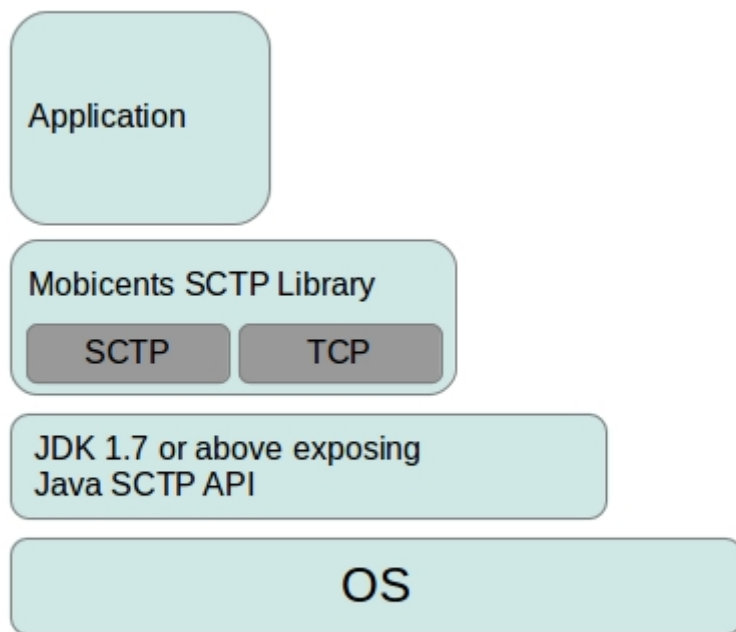 Application
Mobicents SCTP Library
SCTP
TCP
JDK 1.7 or above exposing
Java SCTP API
OS